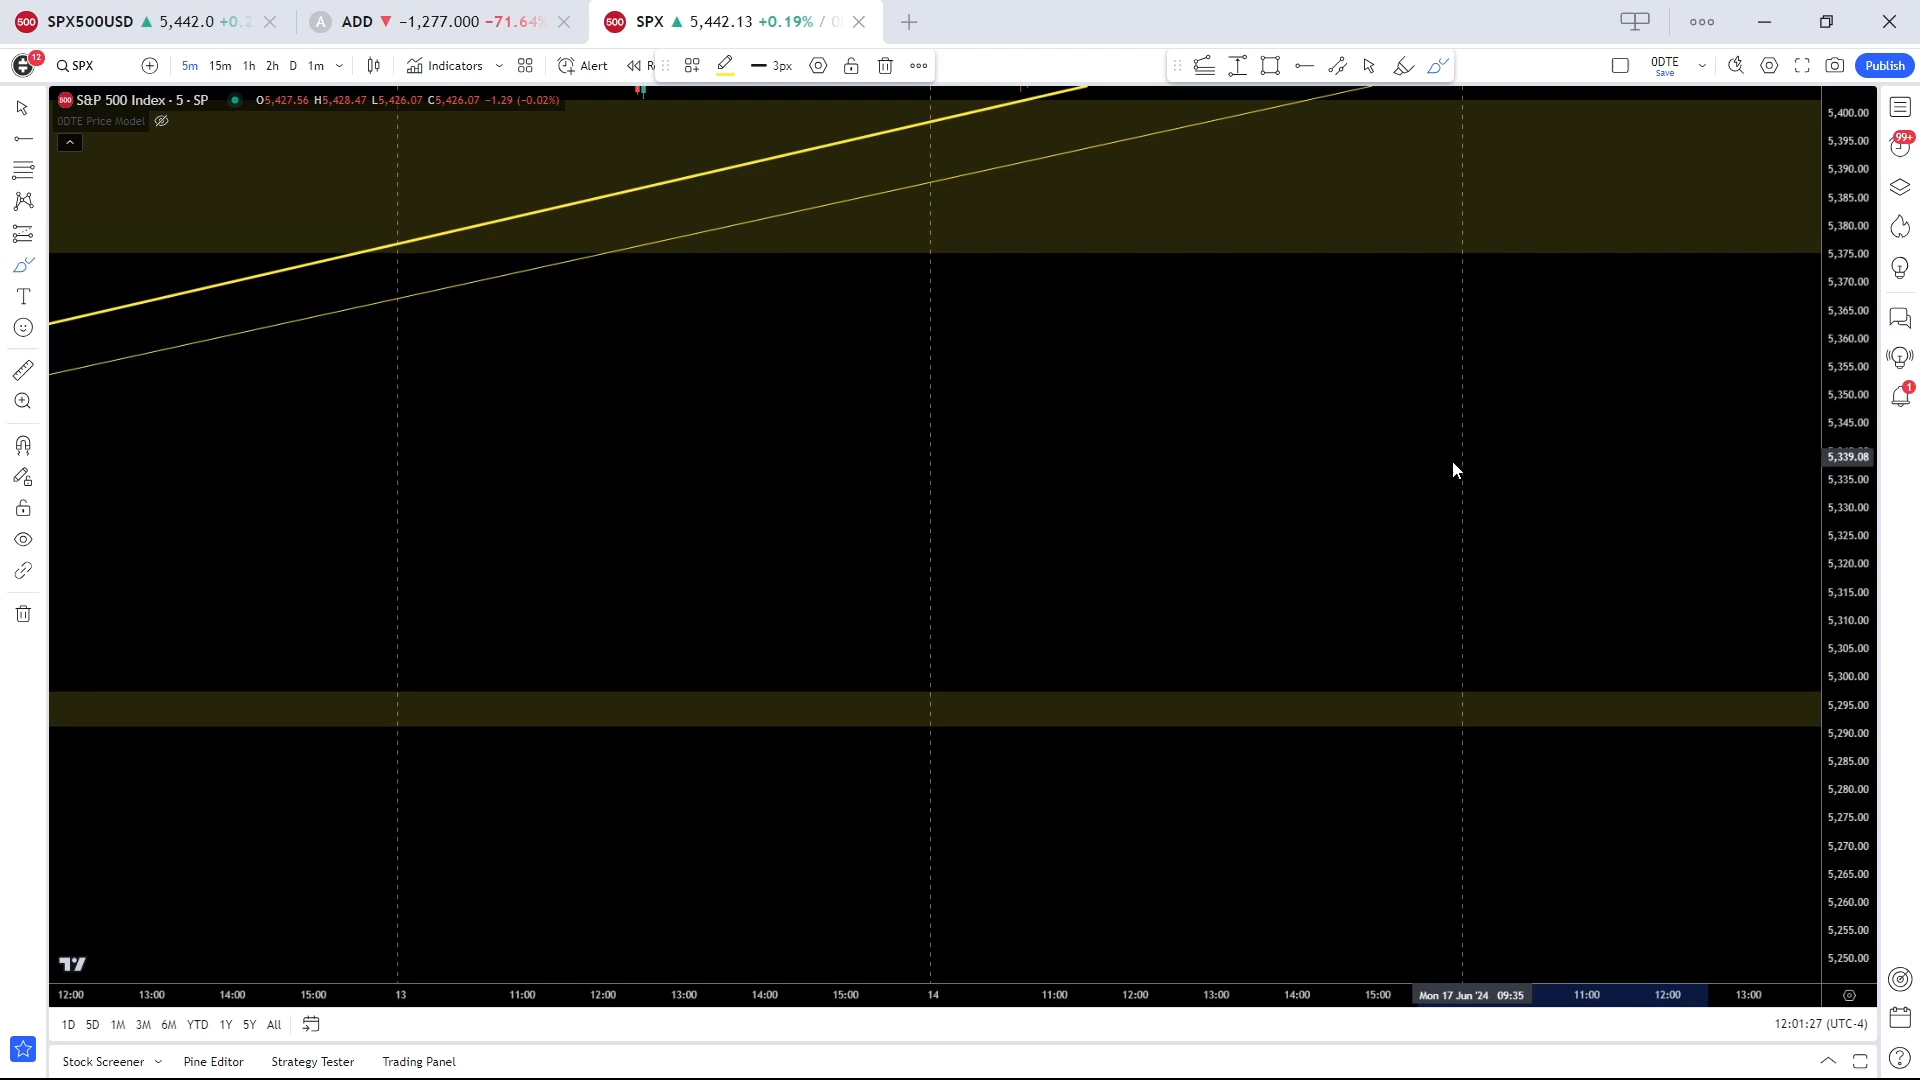 500 SPX500USD ▲ 5,442.0 +0.2
A ADD ▼ −1,277.000 −71.64%
500 SPX ▲ 5,442.13 +0.19% / 0
12
SPX
5m 15m 1h 2h D 1m
Indicators
Alert
3px
0DTE
Save
Publish
500 S&P 500 Index · 5 · SP
O5,427.56 H5,428.47 L5,426.07 C5,426.07 −1.29 (−0.02%)
0DTE Price Model
99+
1
5,400.00
5,395.00
5,390.00
5,385.00
5,380.00
5,375.00
5,370.00
5,365.00
5,360.00
5,355.00
5,350.00
5,345.00
5,339.08
5,335.00
5,330.00
5,325.00
5,320.00
5,315.00
5,310.00
5,305.00
5,300.00
5,295.00
5,290.00
5,285.00
5,280.00
5,275.00
5,270.00
5,265.00
5,260.00
5,255.00
5,250.00
12:00 13:00 14:00 15:00 13 11:00 12:00 13:00 14:00 15:00 14 11:00 12:00 13:00 14:00 15:00 Mon 17 Jun '24 09:35 11:00 12:00 13:00
1D 5D 1M 3M 6M YTD 1Y 5Y All
12:01:27 (UTC-4)
Stock Screener Pine Editor Strategy Tester Trading Panel